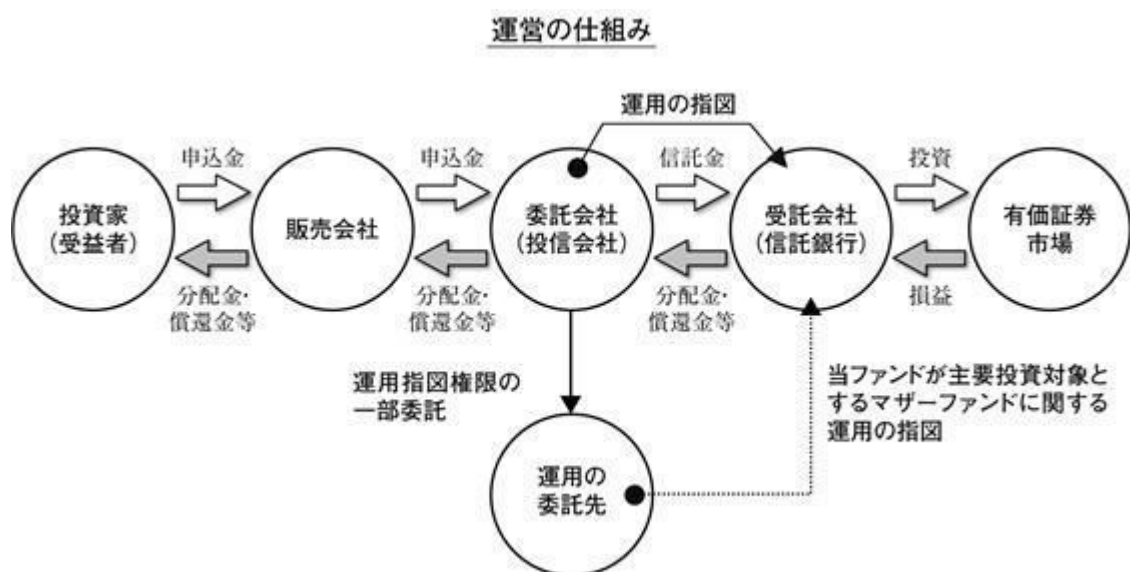 運営の仕組み
運用の指図
申込金
申込金
信託金
投資
投資家
（受益者）
販売会社
委託会社
（投信会社）
受託会社
（信託銀行）
有価証券
市場
分配金・
償還金等
分配金・
償還金等
分配金・
償還金等
損益
運用指図権限の
一部委託
当ファンドが主要投資対象と
するマザーファンドに関する
運用の指図
運用の
委託先